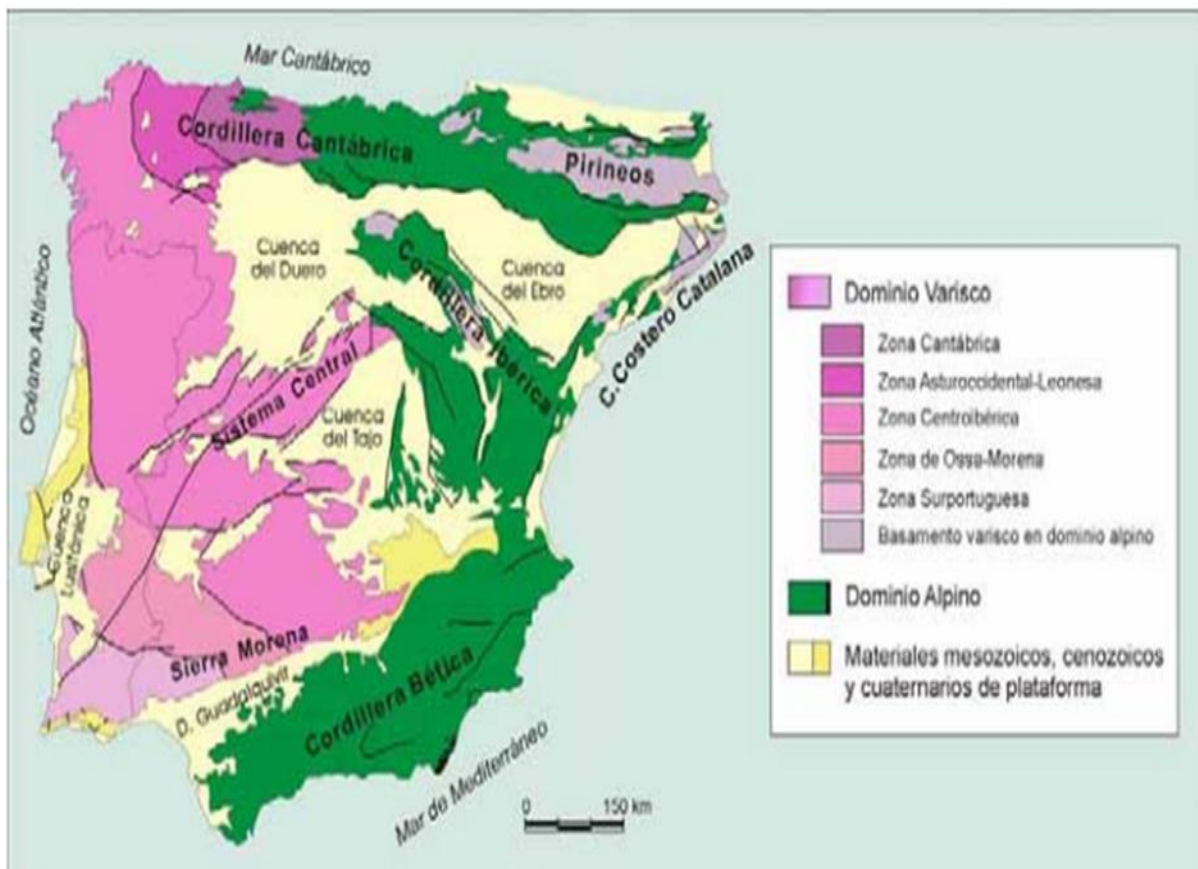 Mar Cantábrico
Cordillera Cantábrica
Pirineos
Océano Atlántico
Cuenca
del Duero
Cuenca
del Ebro
Cordillera Ibérica
C. Costero Catalana
Sistema Central
Cuenca
del Tajo
Cuenca
Lusitánica
Sierra Morena
D. Guadalquivir
Cordillera Bética
Mar de Mediterráneo
0 150 km
Dominio Varisco
Zona Cantábrica
Zona Asturoccidental-Leonesa
Zona Centroibérica
Zona de Ossa-Morena
Zona Surportuguesa
Basamento varisco en dominio alpino
Dominio Alpino
Materiales mesozoicos, cenozoicos
y cuaternarios de plataforma